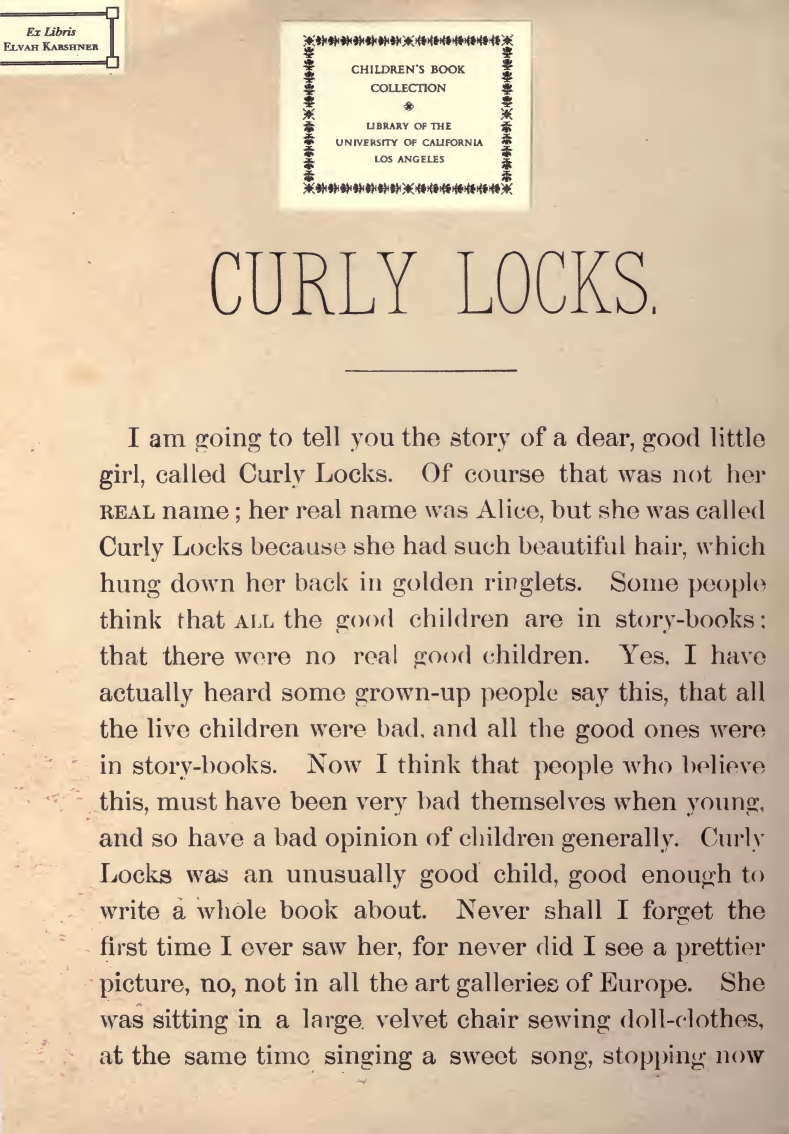 Ex Libris
ELVAH KARSHNER
CHILDREN'S BOOK
COLLECTION
LIBRARY OF THE
UNIVERSITY OF CALIFORNIA
LOS ANGELES
CURLY LOCKS.
I am going to tell you the story of a dear, good little
girl, called Curly Locks. Of course that was not her
REAL name; her real name was Alice, but she was called
Curly Locks because she had such beautiful hair, which
hung down her back in golden ringlets. Some people
think that ALL the good children are in story-books;
that there were no real good children. Yes, I have
actually heard some grown-up people say this, that all
the live children were bad, and all the good ones were
in story-books. Now I think that people who believe
this, must have been very bad themselves when young,
and so have a bad opinion of children generally. Curly
Locks was an unusually good child, good enough to
write a whole book about. Never shall I forget the
first time I ever saw her, for never did I see a prettier
picture, no, not in all the art galleries of Europe. She
was sitting in a large velvet chair sewing doll-clothes,
at the same time singing a sweet song, stopping now